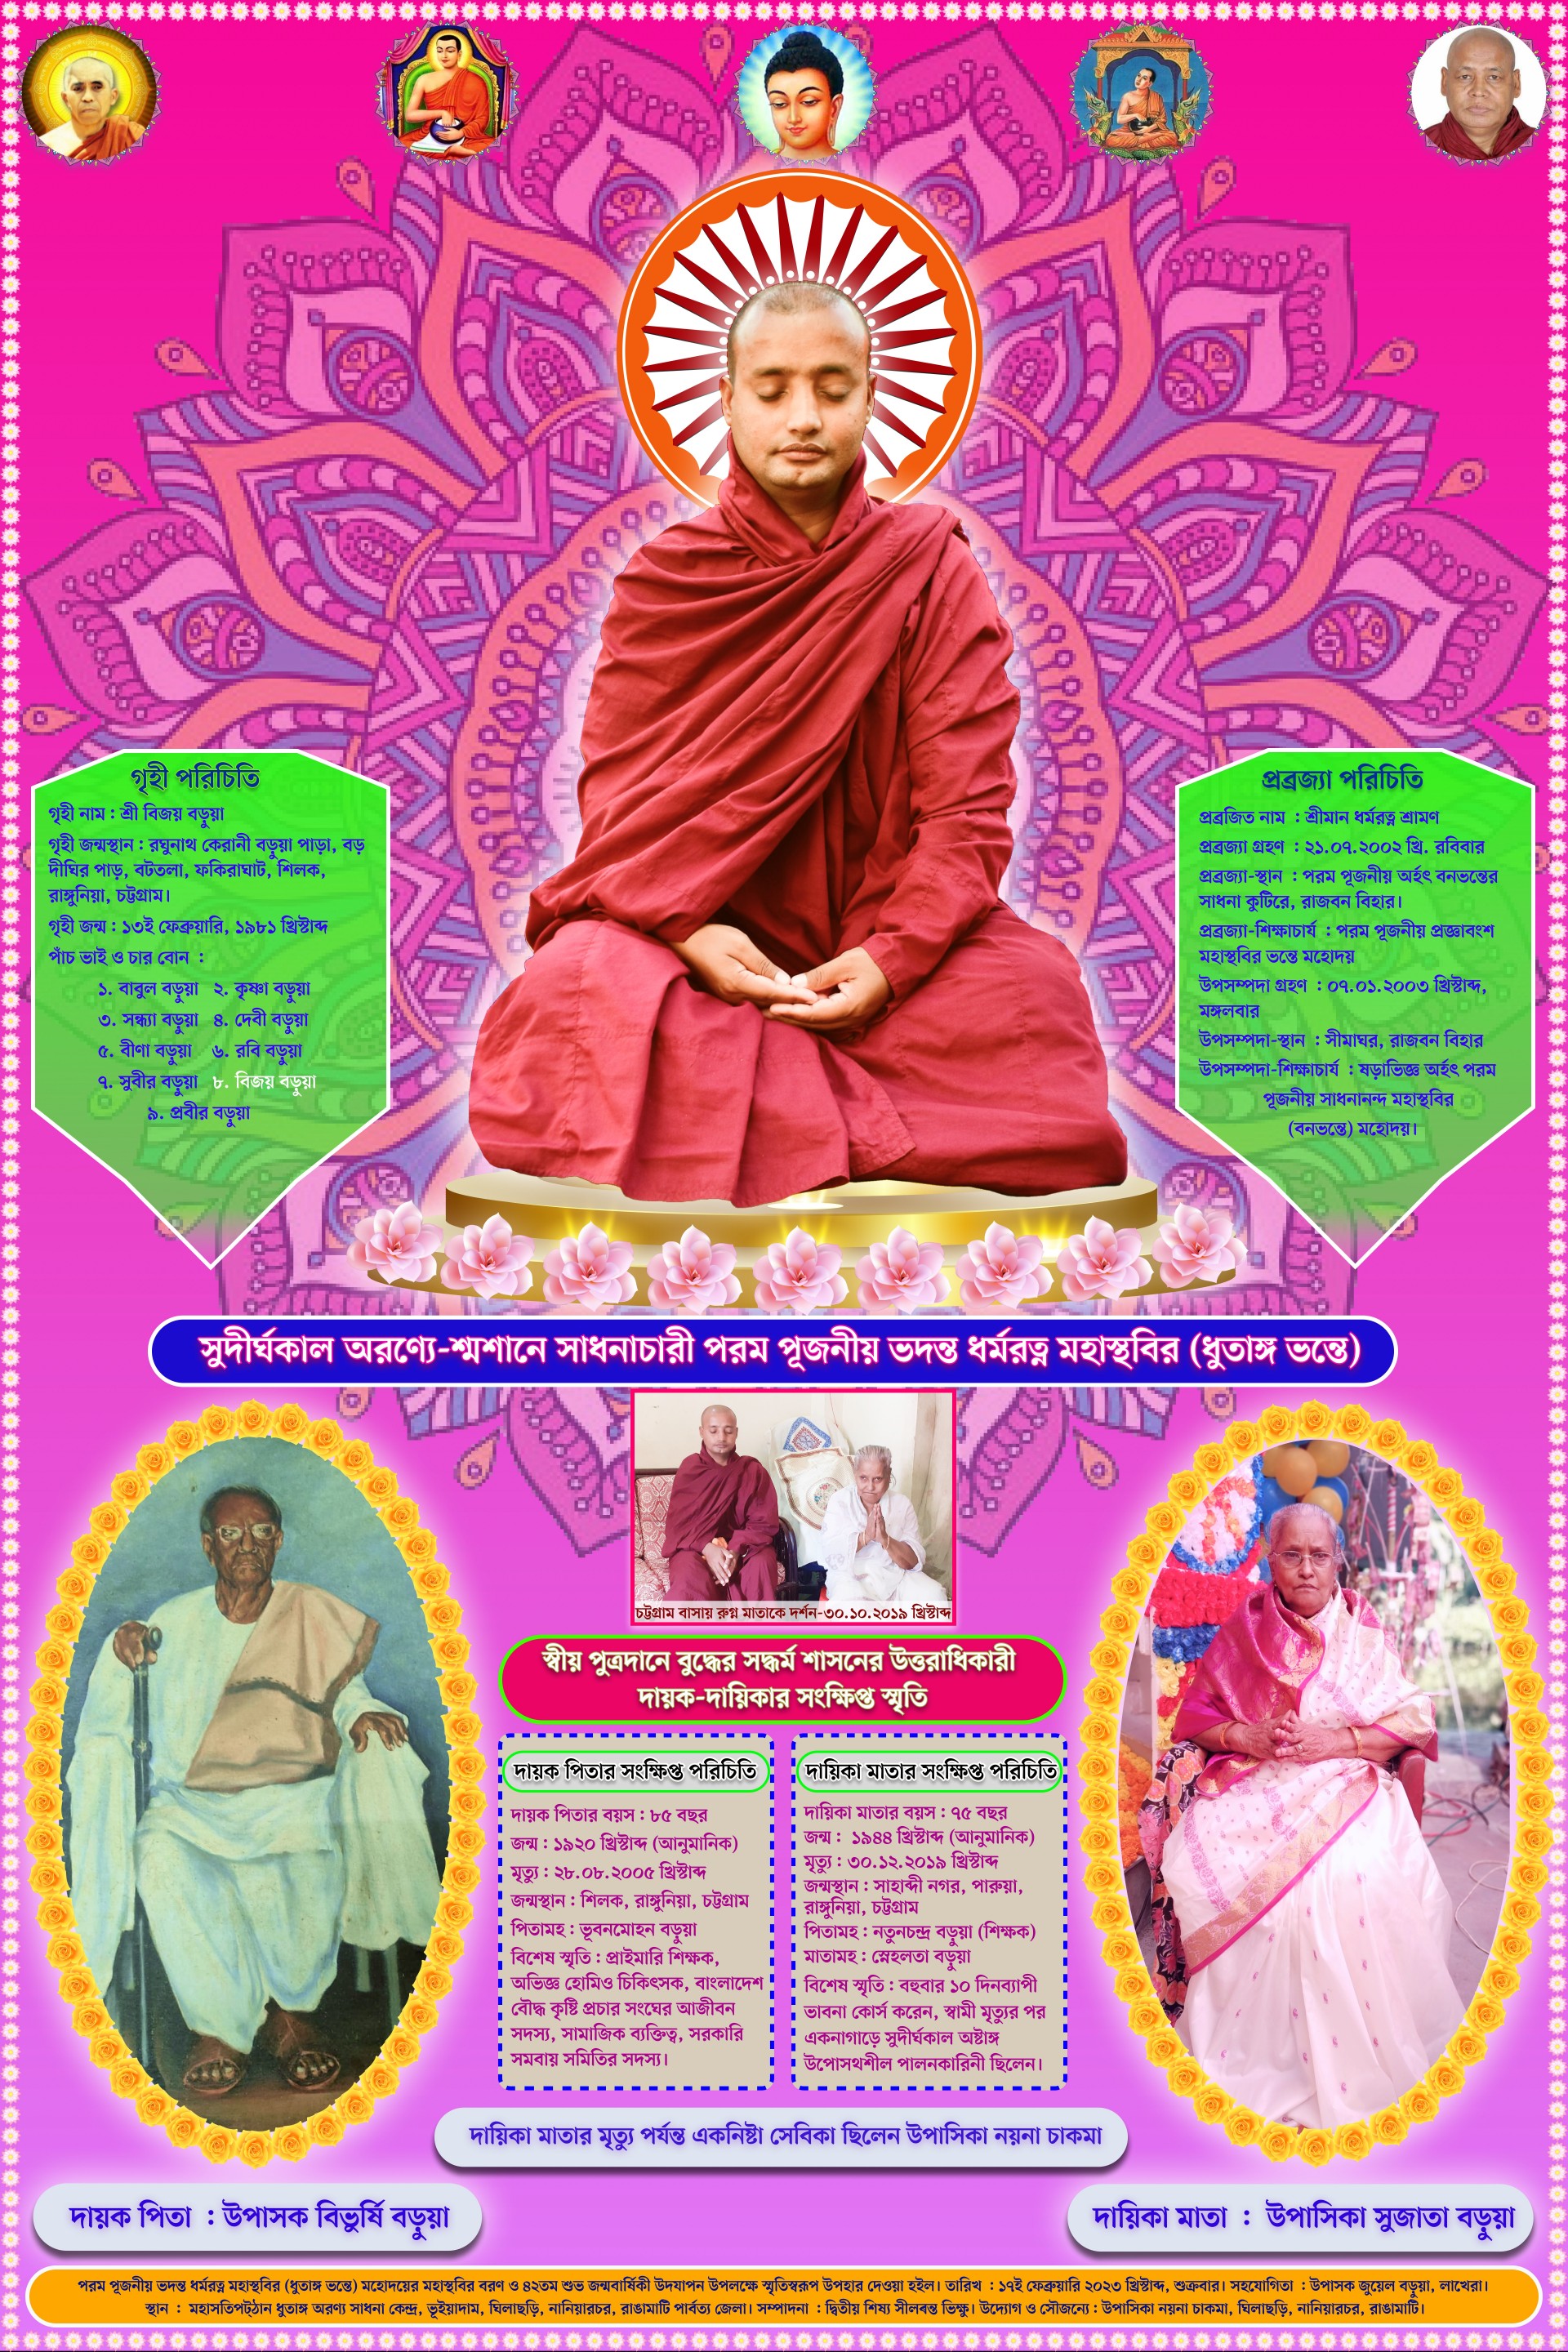 গৃহী পরিচিতি
গৃহী নাম : শ্রী বিজয় বড়ুয়া
গৃহী জন্মস্থান : রঘুনাথ কেরানী বড়ুয়া পাড়া, বড়
দীঘির পাড়, বটতলা, ফকিরাঘাট, শিলক,
রাঙ্গুনিয়া, চট্টগ্রাম।
গৃহী জন্ম : ১৩ই ফেব্রুয়ারি, ১৯৮১ খ্রিস্টাব্দ
পাঁচ ভাই ও চার বোন :
১. বাবুল বড়ুয়া ২. কৃষ্ণা বড়ুয়া
৩. সন্ধ্যা বড়ুয়া ৪. দেবী বড়ুয়া
৫. বীণা বড়ুয়া ৬. রবি বড়ুয়া
৭. সুবীর বড়ুয়া ৮. বিজয় বড়ুয়া
৯. প্রবীর বড়ুয়া
প্রব্রজ্যা পরিচিতি
প্রব্রজিত নাম : শ্রীমান ধর্মরত্ন শ্রামণ
প্রব্রজ্যা গ্রহণ : ২১.০৭.২০০২ খ্রি. রবিবার
প্রব্রজ্যা-স্থান : পরম পূজনীয় অর্হৎ বনভন্তের
সাধনা কুটিরে, রাজবন বিহার।
প্রব্রজ্যা-শিক্ষাচার্য : পরম পূজনীয় প্রজ্ঞাবংশ
মহাস্থবির ভন্তে মহোদয়
উপসম্পদা গ্রহণ : ০৭.০১.২০০৩ খ্রিস্টাব্দ,
মঙ্গলবার
উপসম্পদা-স্থান : সীমাঘর, রাজবন বিহার
উপসম্পদা-শিক্ষাচার্য : ষড়াভিজ্ঞ অর্হৎ পরম
পূজনীয় সাধনানন্দ মহাস্থবির
(বনভন্তে) মহোদয়।
সুদীর্ঘকাল অরণ্যে-শ্মশানে সাধনাচারী পরম পূজনীয় ভদন্ত ধর্মরত্ন মহাস্থবির (ধুতাঙ্গ ভন্তে)
চট্টগ্রাম বাসায় রুগ্ন মাতাকে দর্শন-৩০.১০.২০১৯ খ্রিস্টাব্দ
স্বীয় পুত্রদানে বুদ্ধের সদ্ধর্ম শাসনের উত্তরাধিকারী
দায়ক-দায়িকার সংক্ষিপ্ত স্মৃতি
দায়ক পিতার সংক্ষিপ্ত পরিচিতি
দায়ক পিতার বয়স : ৮৫ বছর
জন্ম : ১৯২০ খ্রিস্টাব্দ (আনুমানিক)
মৃত্যু : ২৮.০৮.২০০৫ খ্রিস্টাব্দ
জন্মস্থান : শিলক, রাঙ্গুনিয়া, চট্টগ্রাম
পিতামহ : ভূবনমোহন বড়ুয়া
বিশেষ স্মৃতি : প্রাইমারি শিক্ষক,
অভিজ্ঞ হোমিও চিকিৎসক, বাংলাদেশ
বৌদ্ধ কৃষ্টি প্রচার সংঘের আজীবন
সদস্য, সামাজিক ব্যক্তিত্ব, সরকারি
সমবায় সমিতির সদস্য।
দায়িকা মাতার সংক্ষিপ্ত পরিচিতি
দায়িকা মাতার বয়স : ৭৫ বছর
জন্ম : ১৯৪৪ খ্রিস্টাব্দ (আনুমানিক)
মৃত্যু : ৩০.১২.২০১৯ খ্রিস্টাব্দ
জন্মস্থান : সাহাব্দী নগর, পারুয়া,
রাঙ্গুনিয়া, চট্টগ্রাম
পিতামহ : নতুনচন্দ্র বড়ুয়া (শিক্ষক)
মাতামহ : স্নেহলতা বড়ুয়া
বিশেষ স্মৃতি : বহুবার ১০ দিনব্যাপী
ভাবনা কোর্স করেন, স্বামী মৃত্যুর পর
একনাগাড়ে সুদীর্ঘকাল অষ্টাঙ্গ
উপোসথশীল পালনকারিনী ছিলেন।
দায়িকা মাতার মৃত্যু পর্যন্ত একনিষ্টা সেবিকা ছিলেন উপাসিকা নয়না চাকমা
দায়ক পিতা : উপাসক বিভুর্ষি বড়ুয়া
দায়িকা মাতা : উপাসিকা সুজাতা বড়ুয়া
পরম পূজনীয় ভদন্ত ধর্মরত্ন মহাস্থবির (ধুতাঙ্গ ভন্তে) মহোদয়ের মহাস্থবির বরণ ও ৪২তম শুভ জন্মবার্ষিকী উদযাপন উপলক্ষে স্মৃতিস্বরূপ উপহার দেওয়া হইল। তারিখ : ১৭ই ফেব্রুয়ারি ২০২৩ খ্রিস্টাব্দ, শুক্রবার। সহযোগিতা : উপাসক জুয়েল বড়ুয়া, লাখেরা।
স্থান : মহাসতিপট্ঠান ধুতাঙ্গ অরণ্য সাধনা কেন্দ্র, ভূইয়াদাম, ঘিলাছড়ি, নানিয়ারচর, রাঙামাটি পার্বত্য জেলা। সম্পাদনা : দ্বিতীয় শিষ্য সীলৱন্ত ভিক্ষু। উদ্যোগ ও সৌজন্যে : উপাসিকা নয়না চাকমা, ঘিলাছড়ি, নানিয়ারচর, রাঙামাটি।